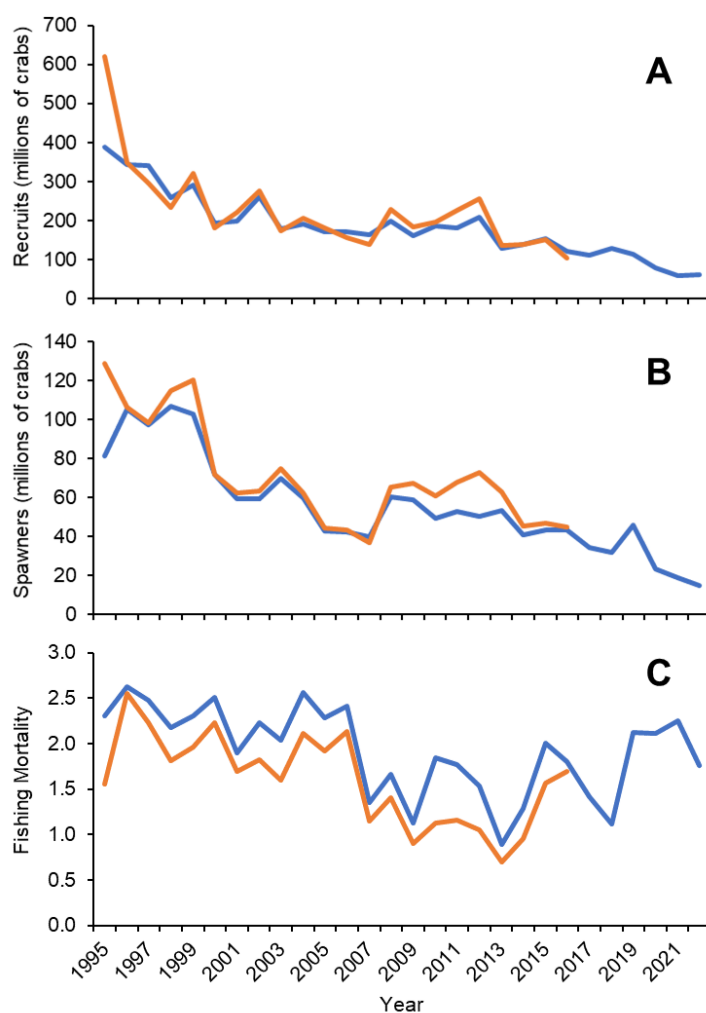 Recruits (millions of crabs)
700
600
500
400
300
200
100
0
A
Spawners (millions of crabs)
140
120
100
80
60
40
20
0
B
Fishing Mortality
3.0
2.5
2.0
1.5
1.0
0.5
0.0
C
1995 1997 1999 2001 2003 2005 2007 2009 2011 2013 2015 2017 2019 2021
Year